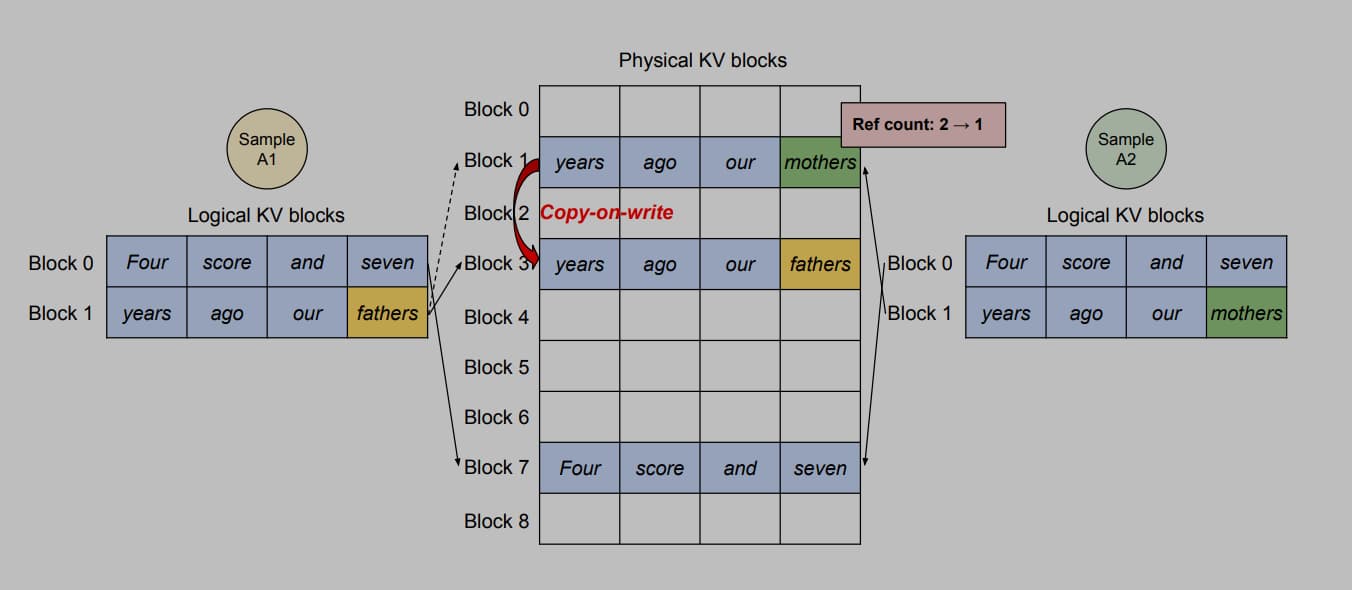 Physical KV blocks
Sample
A1
Logical KV blocks
Block 0 Four score and seven
Block 1 years ago our fathers
Block 0
Block 1 years ago our mothers
Block 2 Copy-on-write
Block 3 years ago our fathers
Block 4
Block 5
Block 6
Block 7 Four score and seven
Block 8
Ref count: 2 → 1
Sample
A2
Logical KV blocks
Block 0 Four score and seven
Block 1 years ago our mothers